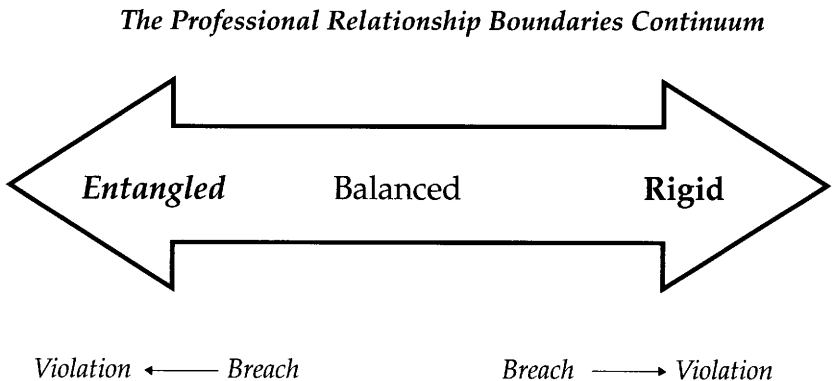 The Professional Relationship Boundaries Continuum
Entangled Balanced Rigid
Violation Breach Breach Violation